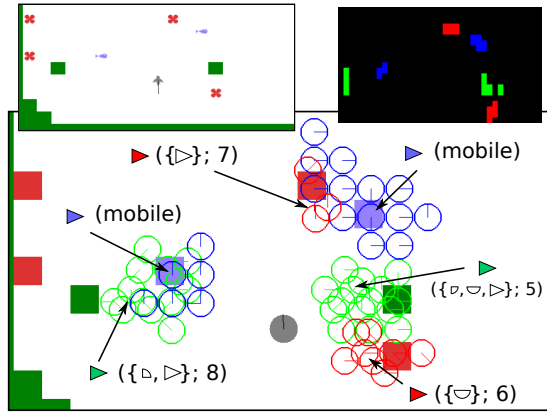 ▷ ({▷}; 7)
▷ (mobile)
▷ (mobile)
▷
({⌓,⌓,▷}; 5)
▷ ({⌓, ▷}; 8)
▷ ({⌓}; 6)